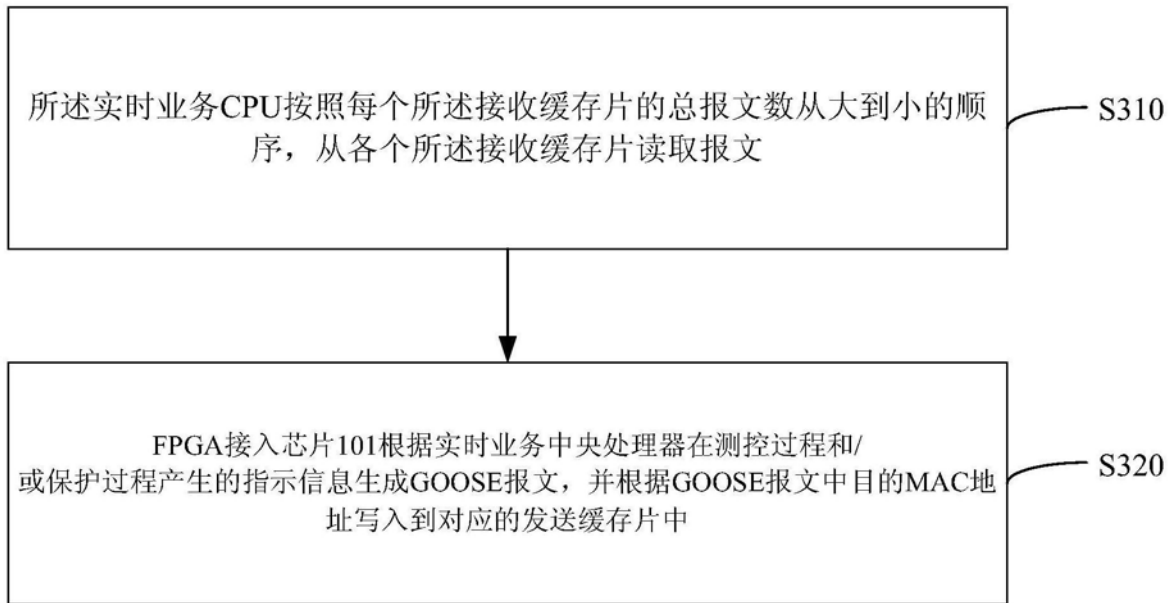 所述实时业务CPU按照每个所述接收缓存片的总报文数从大到小的顺
序，从各个所述接收缓存片读取报文
S310
FPGA接入芯片101根据实时业务中央处理器在测控过程和/
或保护过程产生的指示信息生成GOOSE报文，并根据GOOSE报文中目的MAC地
址写入到对应的发送缓存片中
S320